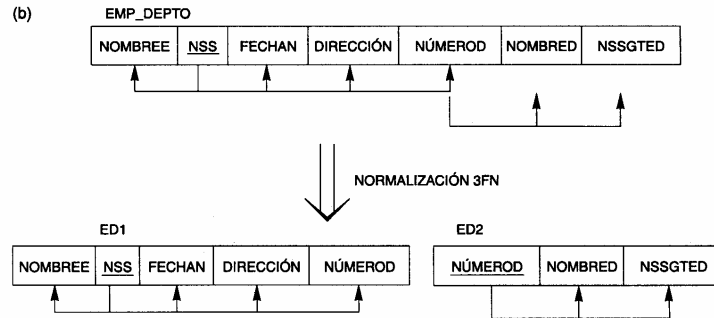 (b)
EMP_DEPTO
NOMBREE NSS FECHAN DIRECCIÓN NÚMEROD NOMBRED NSSGTED
NORMALIZACIÓN 3FN
ED1
NOMBREE NSS FECHAN DIRECCIÓN NÚMEROD
ED2
NÚMEROD NOMBRED NSSGTED